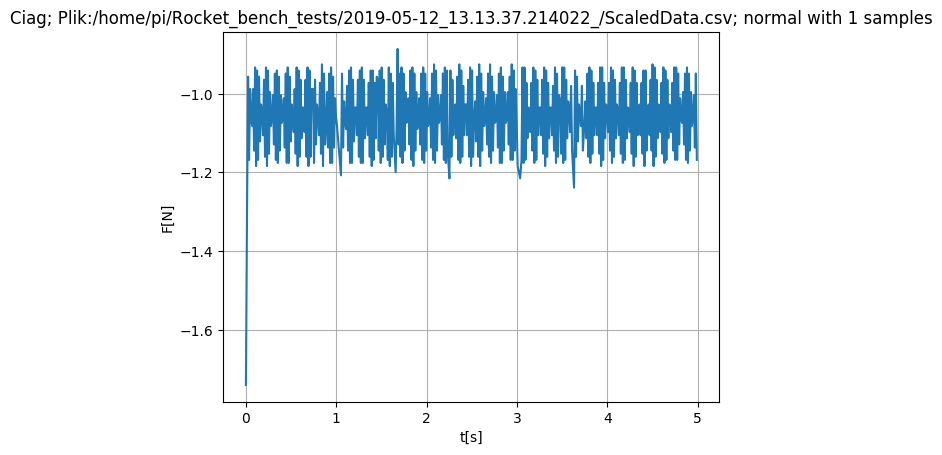 Ciag; Plik:/home/pi/Rocket_bench_tests/2019-05-12_13.13.37.214022_/ScaledData.csv; normal with 1 samples
F[N]
−1.0
−1.2
−1.4
−1.6
0 1 2 3 4 5
t[s]